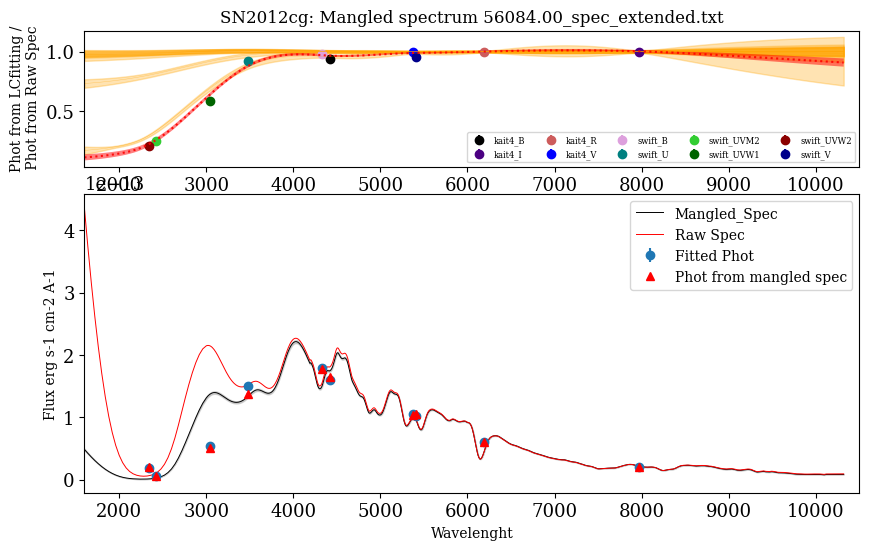 SN2012cg: Mangled spectrum 56084.00_spec_extended.txt
Phot from LCfitting /
Phot from Raw Spec
1.0
0.5
kait4_B kait4_R swift_B swift_UVM2 swift_UVW2
kait4_I kait4_V swift_U swift_UVW1 swift_V
2000 3000 4000 5000 6000 7000 8000 9000 10000
1e−13
Flux erg s-1 cm-2 A-1
4
3
2
1
0
Mangled_Spec
Raw Spec
Fitted Phot
Phot from mangled spec
2000 3000 4000 5000 6000 7000 8000 9000 10000
Wavelenght